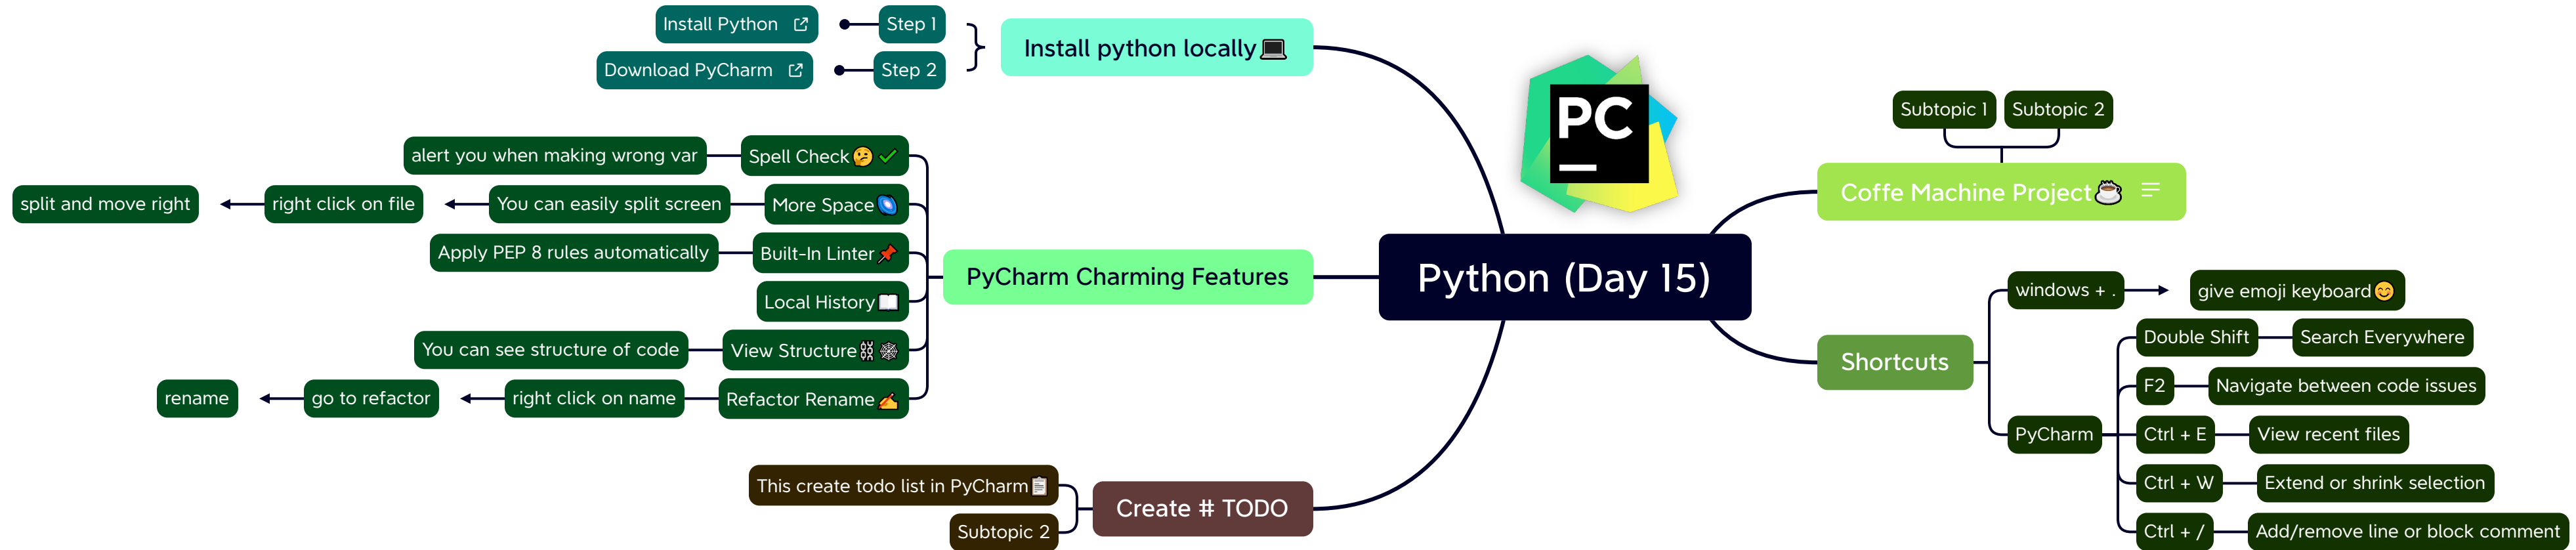 Python (Day 15)
PC
Install python locally💻
Step 1
Install Python
Step 2
Download PyCharm
PyCharm Charming Features
Spell Check🤔 ✔
alert you when making wrong var
More Space🌌
You can easily split screen
right click on file
split and move right
Built-In Linter📌
Apply PEP 8 rules automatically
Local History📖
View Structure⛓🕸
You can see structure of code
Refactor Rename✍
right click on name
go to refactor
rename
Create # TODO
This create todo list in PyCharm📋
Subtopic 2
Subtopic 1
Subtopic 2
Coffe Machine Project☕
Shortcuts
windows + .
give emoji keyboard😊
PyCharm
Double Shift
Search Everywhere
F2
Navigate between code issues
Ctrl + E
View recent files
Ctrl + W
Extend or shrink selection
Ctrl + /
Add/remove line or block comment